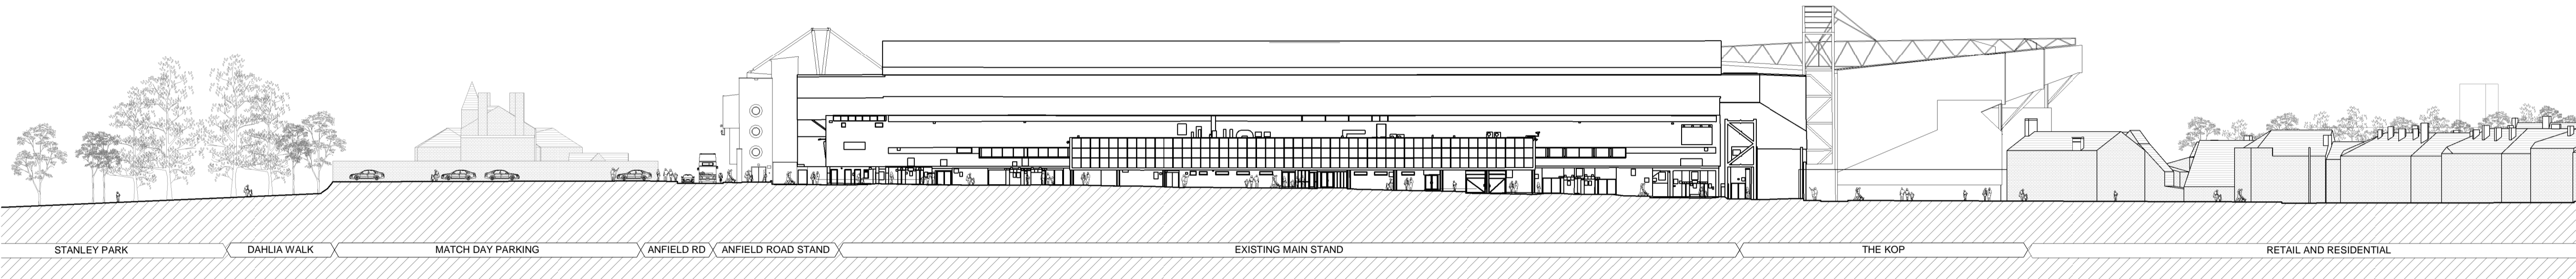 STANLEY PARK
DAHLIA WALK
MATCH DAY PARKING
ANFIELD RD
ANFIELD ROAD STAND
EXISTING MAIN STAND
THE KOP
RETAIL AND RESIDENTIAL